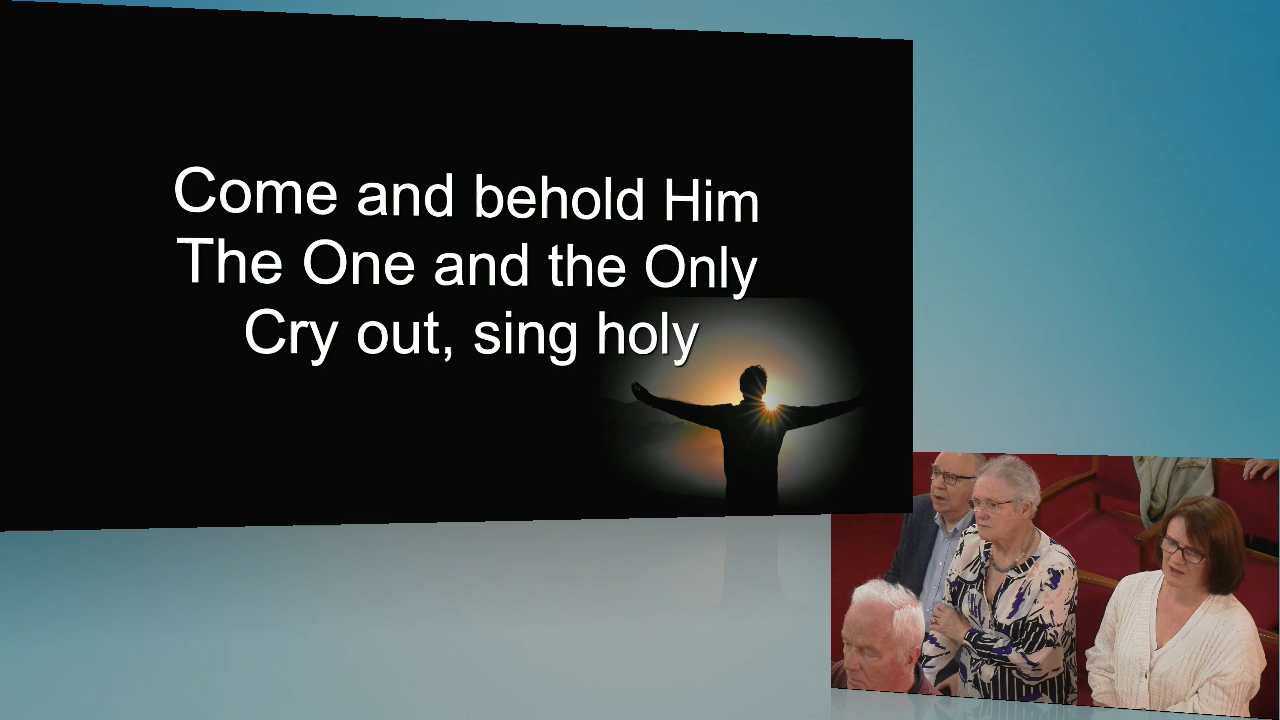 Come and behold Him
The One and the Only
Cry out, sing holy